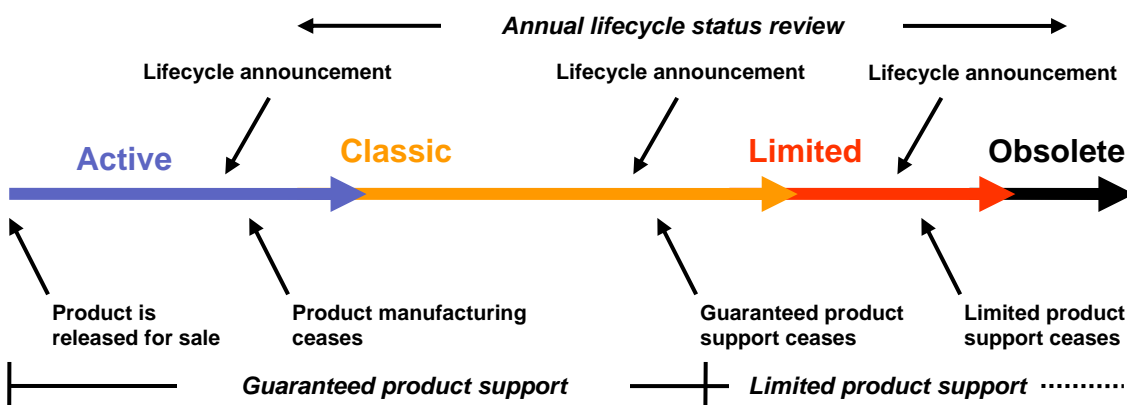 Annual lifecycle status review
Lifecycle announcement
Lifecycle announcement
Lifecycle announcement
Active
Classic
Limited
Obsolete
Product is
released for sale
Product manufacturing
ceases
Guaranteed product
support ceases
Limited product
support ceases
Guaranteed product support
Limited product support